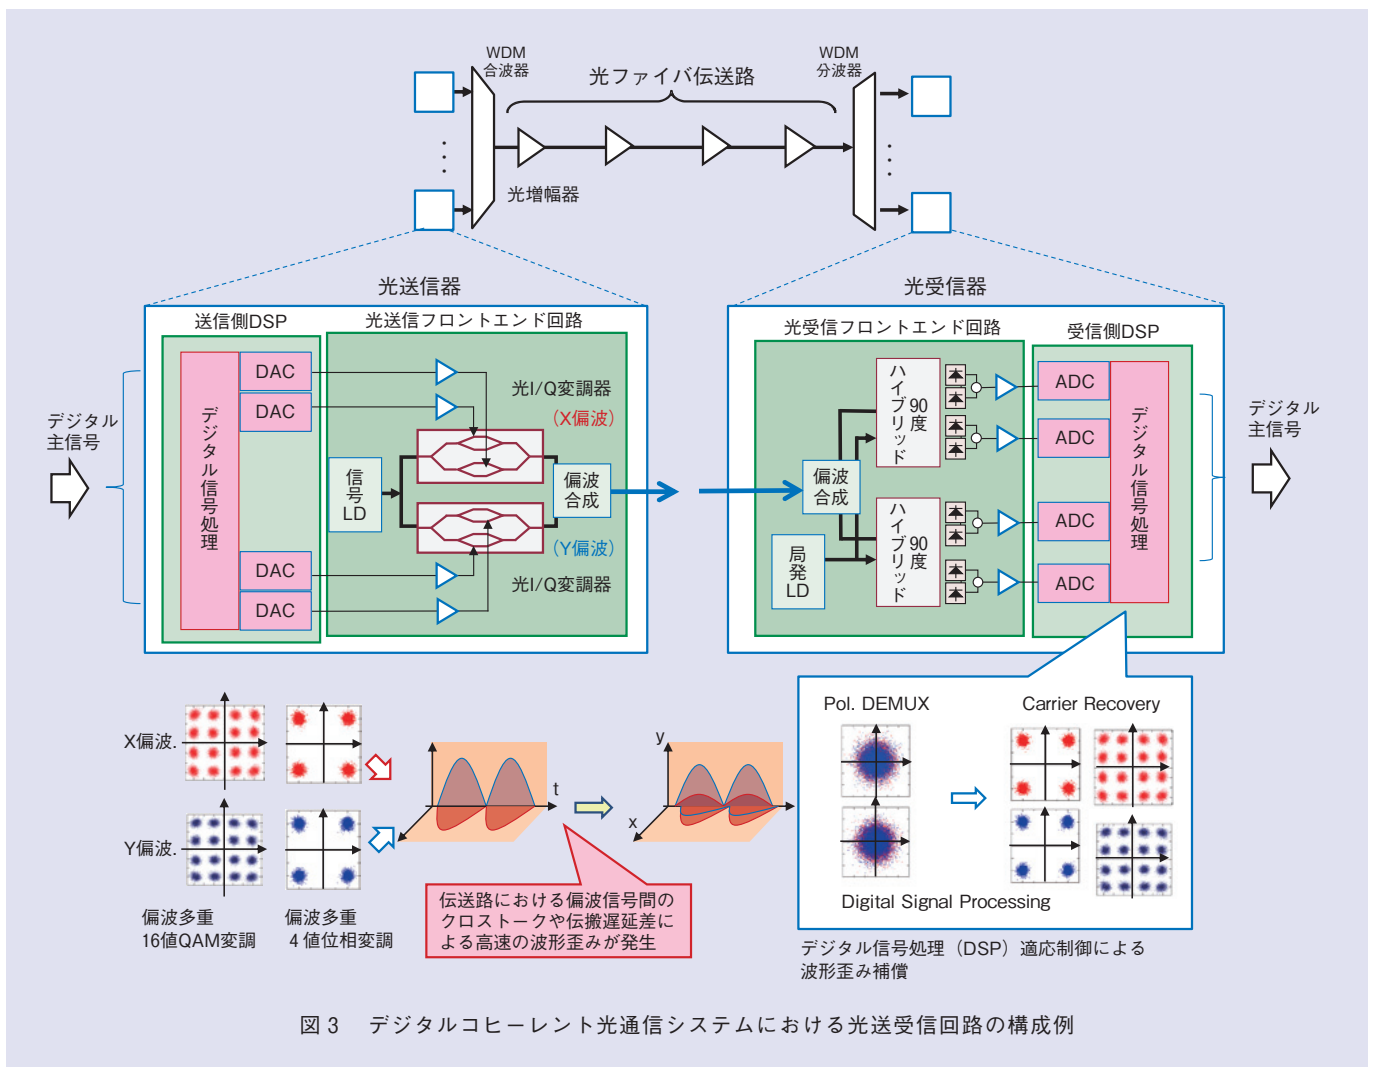 WDM
合波器
光ファイバ伝送路
WDM
分波器
光増幅器
光送信器
光受信器
送信側DSP
光送信フロントエンド回路
光受信フロントエンド回路
受信側DSP
デジタル
主信号
デジタル信号処理
DAC
DAC
DAC
DAC
信号
LD
光I/Q変調器
（X偏波）
偏波
合成
（Y偏波）
光I/Q変調器
偏波
合成
局発
LD
90度
ハイブリッド
90度
ハイブリッド
ADC
ADC
ADC
ADC
デジタル信号処理
デジタル
主信号
X偏波.
Y偏波.
偏波多重
16値QAM変調
偏波多重
4値位相変調
t
y
x
伝送路における偏波信号間の
クロストークや伝搬遅延差に
よる高速の波形歪みが発生
Pol. DEMUX
Carrier Recovery
Digital Signal Processing
デジタル信号処理（DSP）適応制御による
波形歪み補償
図3　デジタルコヒーレント光通信システムにおける光送受信回路の構成例